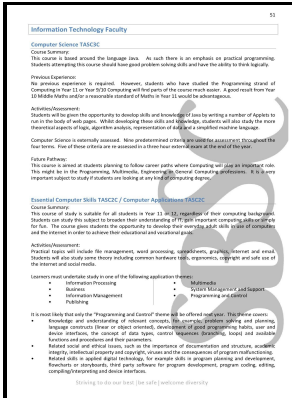 51
Information Technology Faculty
Computer Science TASC3C
Course Summary:
This course is based around the language Java. As such there is an emphasis on practical programming.
Students attempting this course should have good problem solving skills and have the ability to think logically.
Previous Experience:
No previous experience is required. However, students who have studied the Programming strand of
Computing in Year 11 or Year 9/10 Computing will find parts of the course much easier. A good result from Year
10 Middle Maths and/or a reasonable standard of Maths in Year 11 would be advantageous.
Activities/Assessment:
Students will be given the opportunity to develop skills and knowledge of Java by writing a number of Applets to
run in the body of web pages. Whilst developing these skills and knowledge, students will also study the more
theoretical aspects of logic, algorithm analysis, representation of data and a simplified machine language.
Computer Science is externally assessed. Nine predetermined criteria are used for assessment throughout the
four terms. Five of these criteria are re-assessed in a three hour external exam at the end of the year.
Future Pathway:
This course is aimed at students planning to follow career paths where Computing will play an important role.
This might be in the Programming, Multimedia, Engineering or General Computing professions. It is a very
important subject to study if students are looking at any kind of computing degree.
Essential Computer Skills TAS2C / Computer Applications TAS2C
Course Summary:
This course of study is suitable for all students in Year 11 or 12, regardless of their computing background.
Students can study this subject to broaden their understanding of IT, gain important computing skills or simply
for fun. The course gives students the opportunity to develop their everyday adult skills in use of computers
and the internet in order to achieve their educational and vocational goals.
Activities/Assessment:
Practical topics will include file management, word processing, spreadsheets, graphics, internet and email.
Students will also study some theory including common hardware tools, ergonomics, copyright and safe use of
the internet and social media.
Learners must undertake study in one of the following application themes:
• Information Processing
• Business
• Information Management
• Publishing
• Multimedia
• System Management and Support
• Programming and Control
It is most likely that only the "Programming and Control" theme will be offered next year. This theme covers:
• Knowledge and understanding of relevant concepts, for example, problem solving and planning,
language constructs (linear or object oriented), development of good programming habits, user and
device interfaces, the concept of data types, control sequences (branching, loops) and available
functions and procedures and their parameters.
• Related social and ethical issues, such as the importance of documentation and structure, academic
integrity, intellectual property and copyright, viruses and the consequences of program malfunctioning.
• Related skills in applied digital technology, for example skills in program planning and development,
flowcharts or storyboards, third party software for program development, program coding, editing,
compiling/interpreting and device interfaces.
Striving to do our best |be safe| welcome diversity